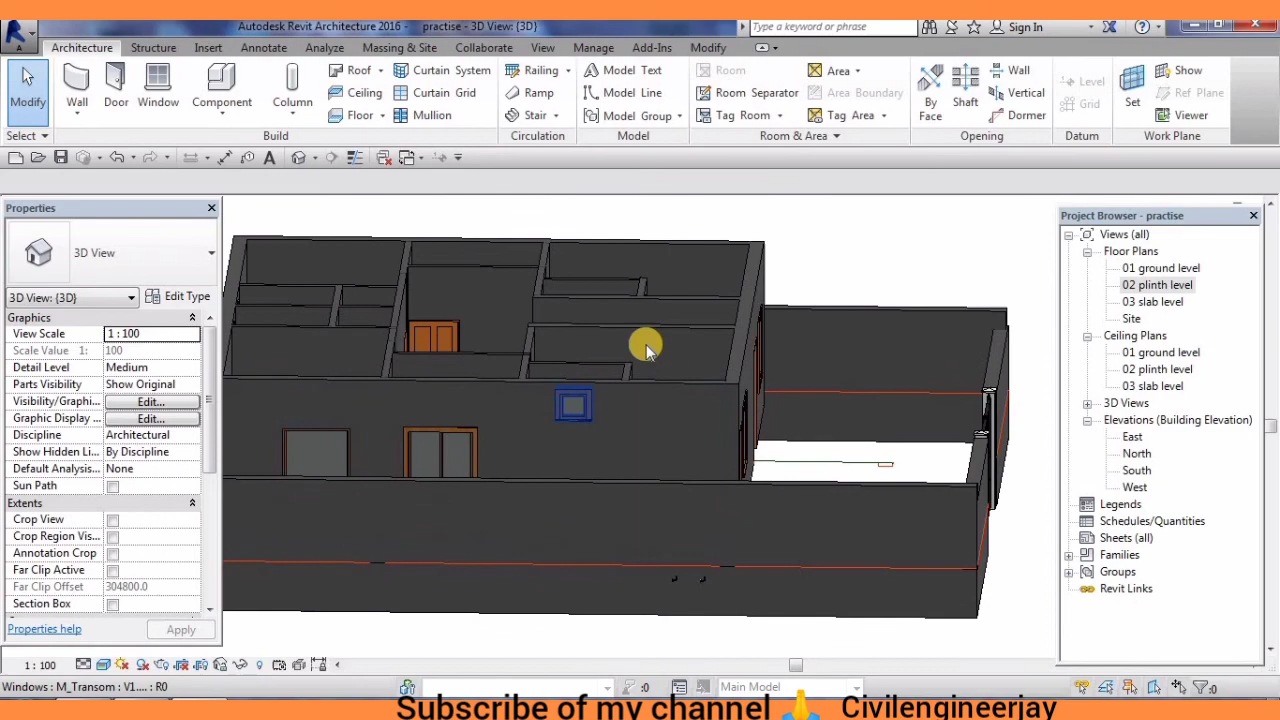 Autodesk Revit Architecture 2016 - practise - 3D View: {3D}
Type a keyword or phrase
Sign In
Architecture Structure Insert Annotate Analyze Massing & Site Collaborate View Manage Add-Ins Modify
Modify
Wall
Door
Window
Component
Column
Roof
Ceiling
Floor
Curtain System
Curtain Grid
Mullion
Railing
Ramp
Stair
Model Text
Model Line
Model Group
Room
Room Separator
Tag Room
Area
Area Boundary
Tag Area
By Face
Shaft
Wall
Vertical
Dormer
Level
Grid
Set
Show
Ref Plane
Viewer
Select Build Circulation Model Room & Area Opening Datum Work Plane
Properties
3D View
3D View: {3D} Edit Type
Graphics
View Scale 1 : 100
Scale Value 1: 100
Detail Level Medium
Parts Visibility Show Original
Visibility/Graphi... Edit...
Graphic Display ... Edit...
Discipline Architectural
Show Hidden Li... By Discipline
Default Analysis... None
Sun Path
Extents
Crop View
Crop Region Vis...
Annotation Crop
Far Clip Active
Far Clip Offset 304800.0
Section Box
Properties help Apply
Project Browser - practise
Views (all)
Floor Plans
01 ground level
02 plinth level
03 slab level
Site
Ceiling Plans
01 ground level
02 plinth level
03 slab level
3D Views
Elevations (Building Elevation)
East
North
South
West
Legends
Schedules/Quantities
Sheets (all)
Families
Groups
Revit Links
1 : 100
Windows : M_Transom : V1.... : R0
:0
Main Model
:0
Subscribe of my channel 🙏 Civilengineerjay